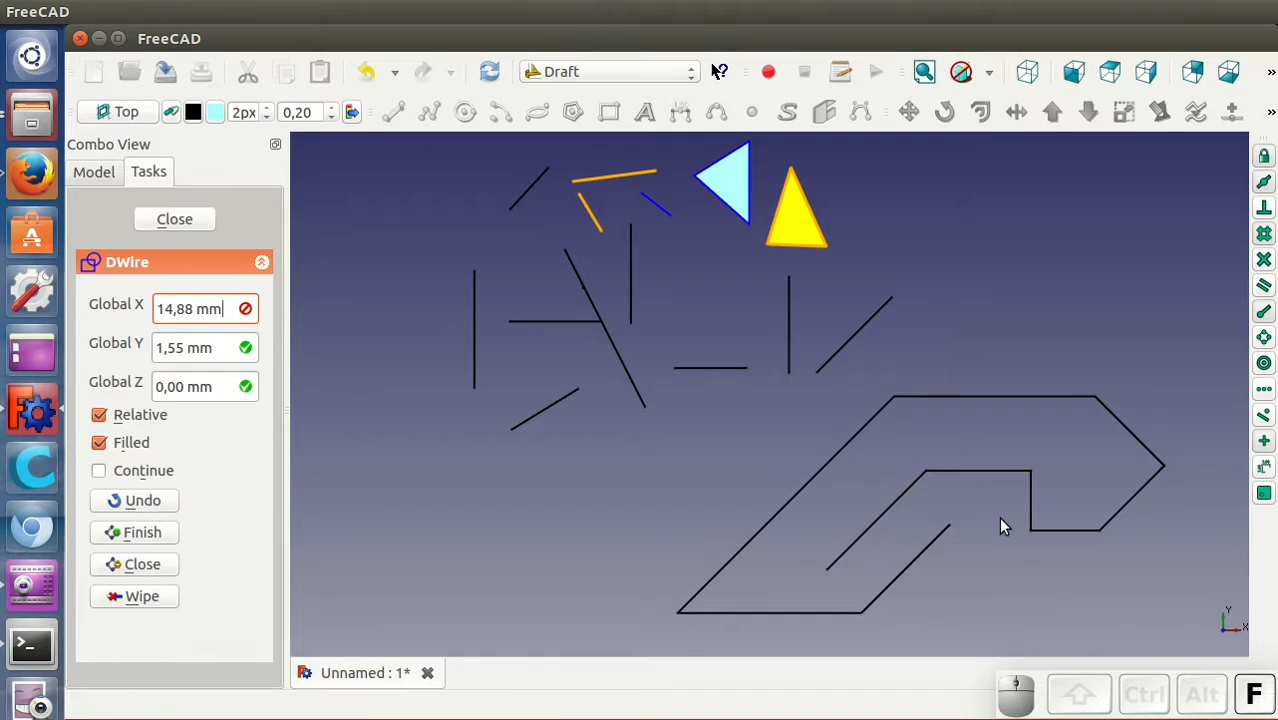 FreeCAD
FreeCAD
Draft
?
»
Top
2px
0,20
A
S
»
Combo View
Model
Tasks
Close
DWire
Global X
14,88 mm
Global Y
1,55 mm
Global Z
0,00 mm
Relative
Filled
Continue
Undo
Finish
Close
Wipe
Y
X
Unnamed : 1*
Ctrl
Alt
F